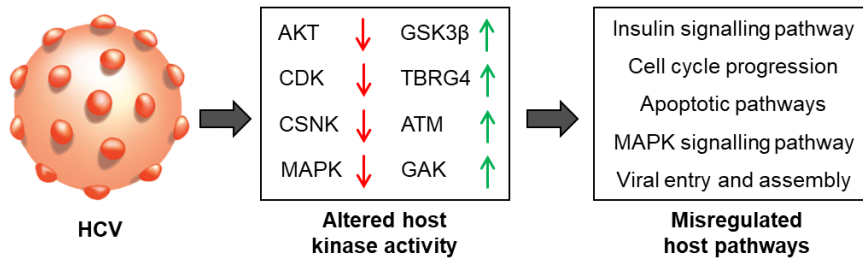 AKT ↓ GSK3β ↑
CDK ↓ TBRG4 ↑
CSNK ↓ ATM ↑
MAPK ↓ GAK ↑
Insulin signalling pathway
Cell cycle progression
Apoptotic pathways
MAPK signalling pathway
Viral entry and assembly
HCV
Altered host
kinase activity
Misregulated
host pathways